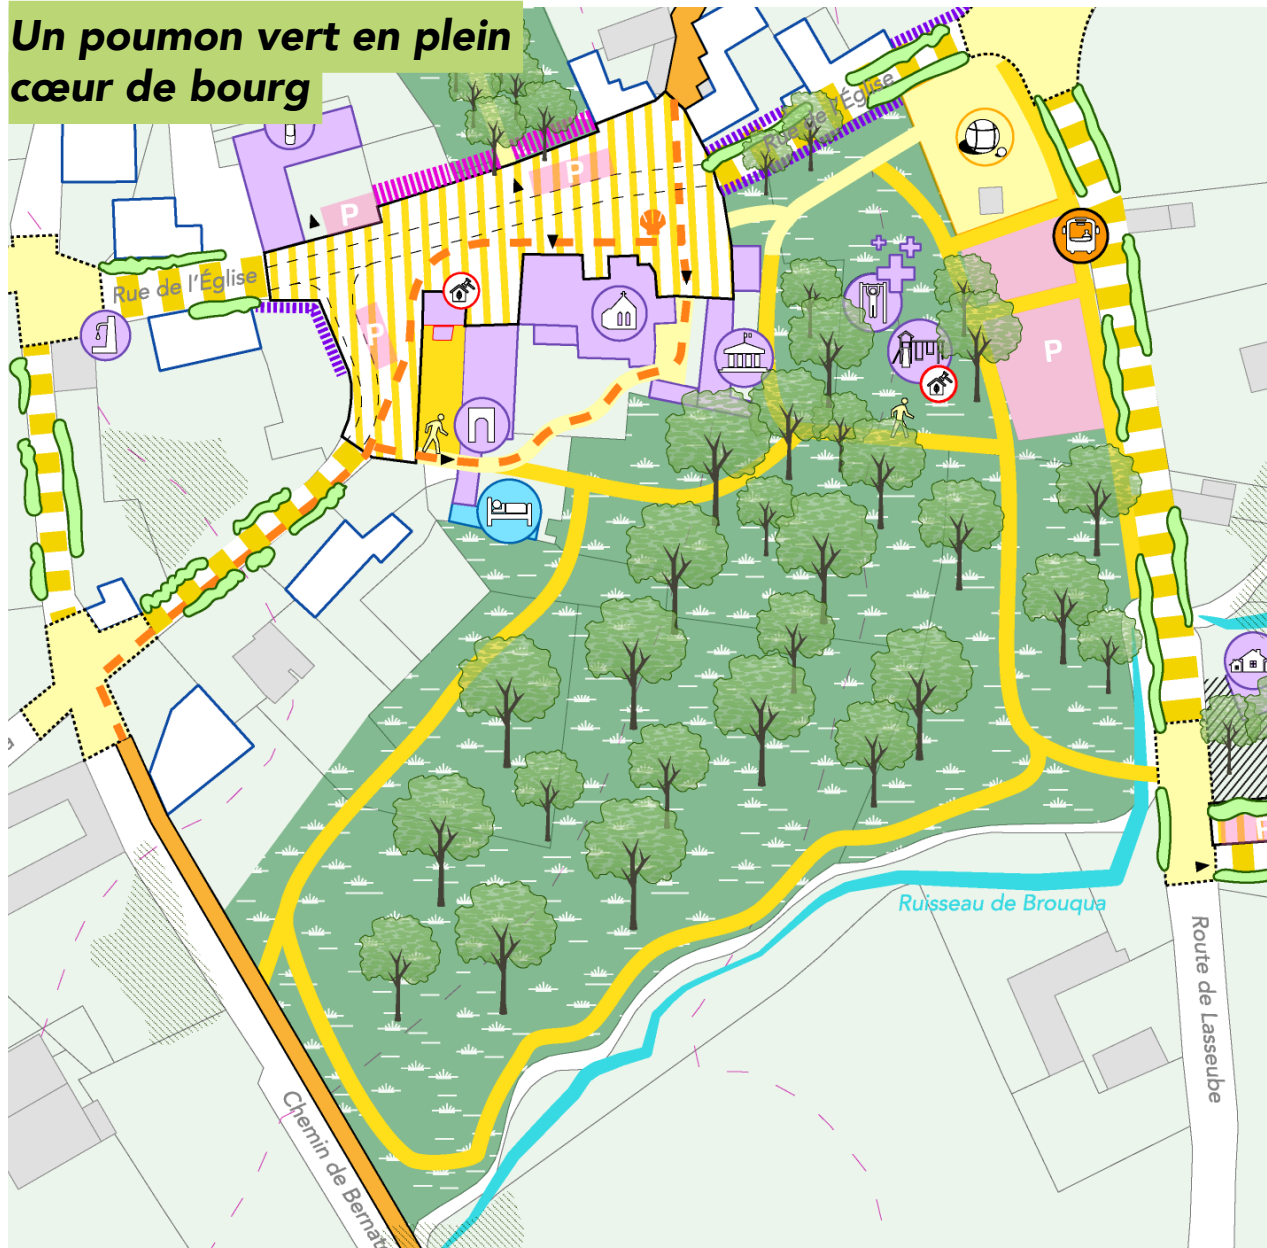 Un poumon vert en plein
cœur de bourg
Rue de l'Église
P
P
Rue de l'Église
P
P
P
Ruisseau de Brouqua
Route de Lasseube
Chemin de Bernat